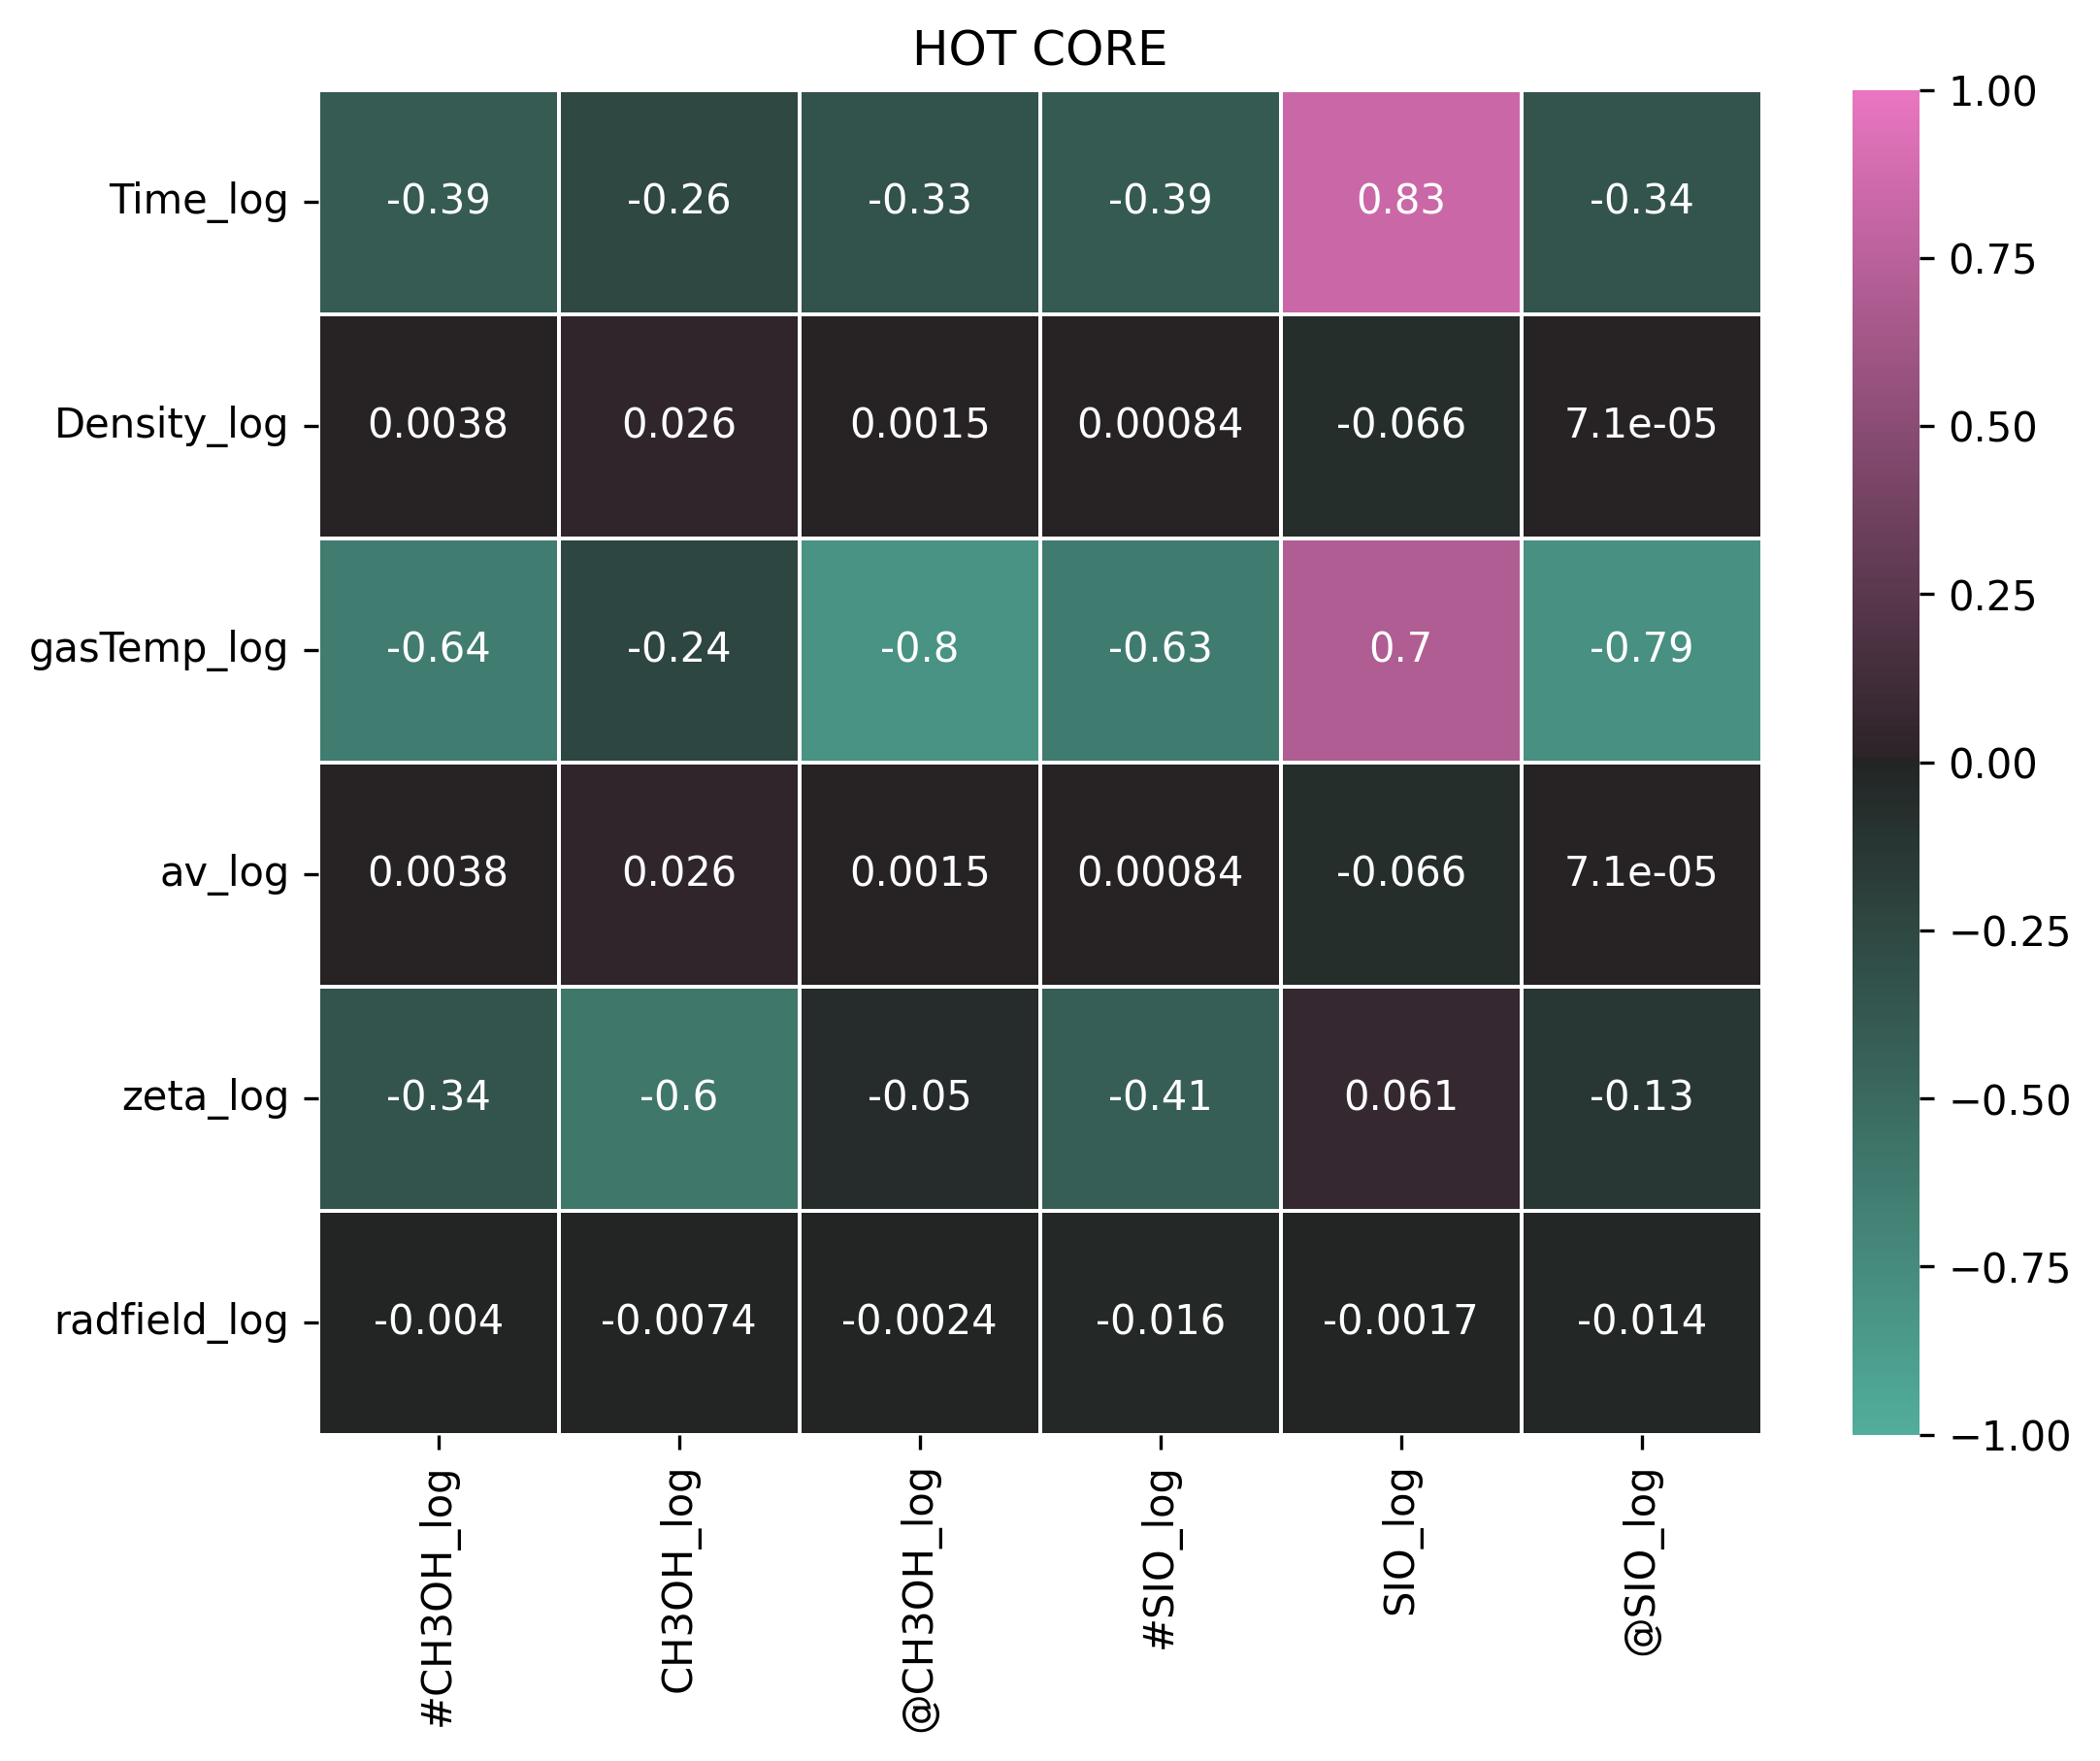 HOT CORE
Time_log -0.39 -0.26 -0.33 -0.39 0.83 -0.34
Density_log 0.0038 0.026 0.0015 0.00084 -0.066 7.1e-05
gasTemp_log -0.64 -0.24 -0.8 -0.63 0.7 -0.79
av_log 0.0038 0.026 0.0015 0.00084 -0.066 7.1e-05
zeta_log -0.34 -0.6 -0.05 -0.41 0.061 -0.13
radfield_log -0.004 -0.0074 -0.0024 -0.016 -0.0017 -0.014
#CH3OH_log
CH3OH_log
@CH3OH_log
#SIO_log
SIO_log
@SIO_log
1.00
0.75
0.50
0.25
0.00
−0.25
−0.50
−0.75
−1.00